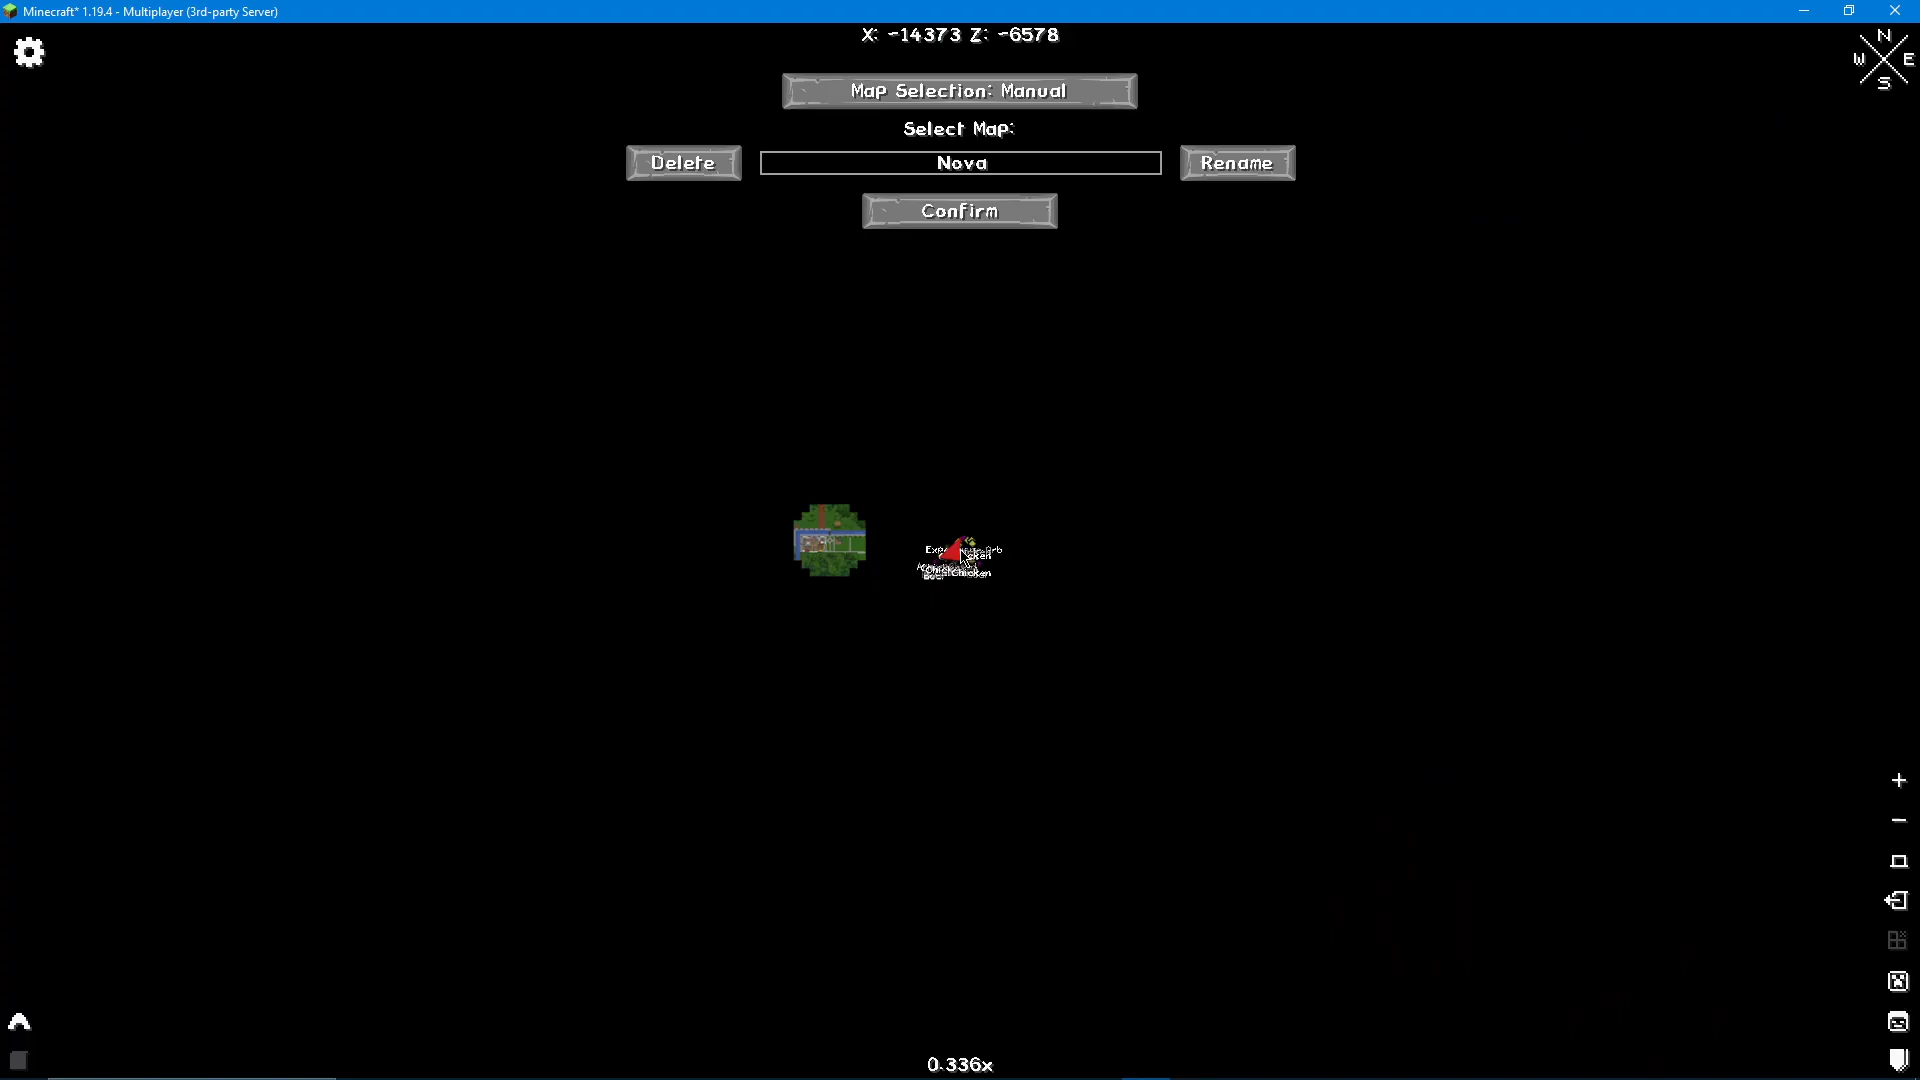 Minecraft* 1.19.4 - Multiplayer (3rd-party Server)
X: -14373 Z: -6578
N
W E
S
Map Selection: Manual
Select Map:
Delete Nova Rename
Confirm
Chicken
0.336x